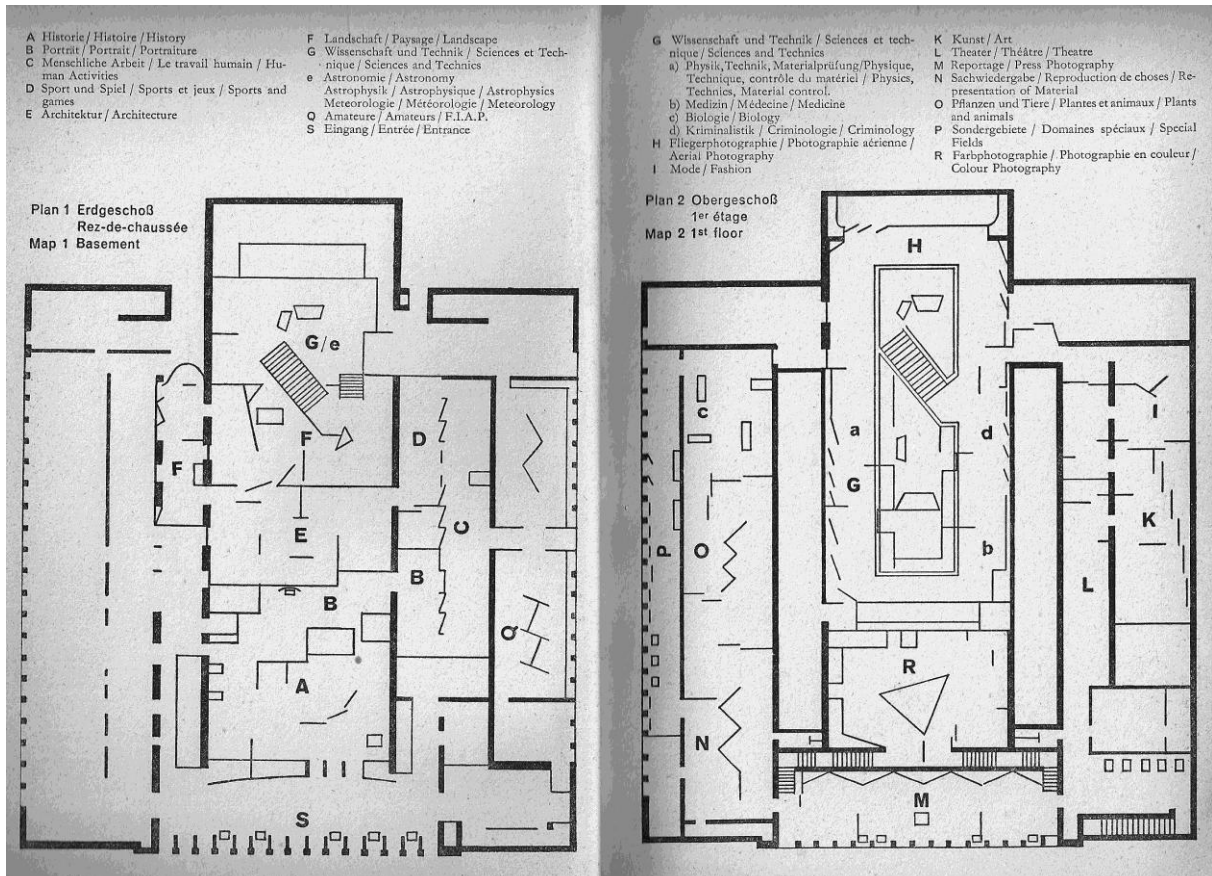 A Historie / Histoire / History
B Porträt / Portrait / Portraiture
C Menschliche Arbeit / Le travail humain / Hu-
man Activities
D Sport und Spiel / Sports et jeux / Sports and
games
E Architektur / Architecture
F Landschaft / Paysage / Landscape
G Wissenschaft und Technik / Sciences et Tech-
nique / Sciences and Technics
e Astronomie / Astronomy
Astrophysik / Astrophysique / Astrophysics
Meteorologie / Météorologie / Meteorology
Q Amateure / Amateurs / F.I.A.P.
S Eingang / Entrée / Entrance
Plan 1 Erdgeschoß
Rez-de-chaussée
Map 1 Basement
G/e
F
D
F
C
E
B
B
Q
A
S
G Wissenschaft und Technik / Sciences et tech-
nique / Sciences and Technics
a) Physik, Technik, Materialprüfung/Physique,
Technique, contrôle du matériel / Physics,
Technics, Material control.
b) Medizin / Médecine / Medicine
c) Biologie / Biology
d) Kriminalistik / Criminologie / Criminology
H Fliegerphotographie / Photographie aérienne /
Aerial Photography
I Mode / Fashion
K Kunst / Art
L Theater / Théâtre / Theatre
M Reportage / Press Photography
N Sachwiedergabe / Reproduction de choses / Re-
presentation of Material
O Pflanzen und Tiere / Plantes et animaux / Plants
and animals
P Sondergebiete / Domaines spéciaux / Special
Fields
R Farbphotographie / Photographie en couleur /
Colour Photography
Plan 2 Obergeschoß
1er étage
Map 2 1st floor
H
c
I
a
d
G
K
P
O
b
L
R
N
M